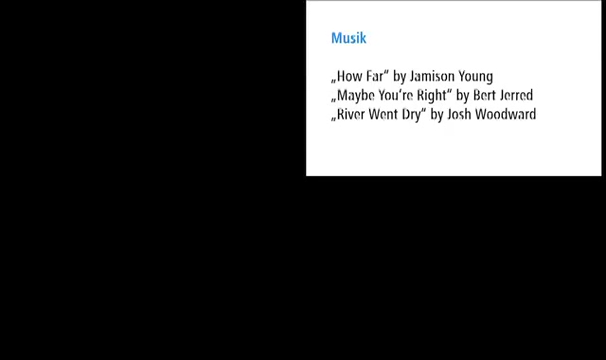 Musik
„How Far“ by Jamison Young
„Maybe You’re Right“ by Bert Jerred
„River Went Dry“ by Josh Woodward